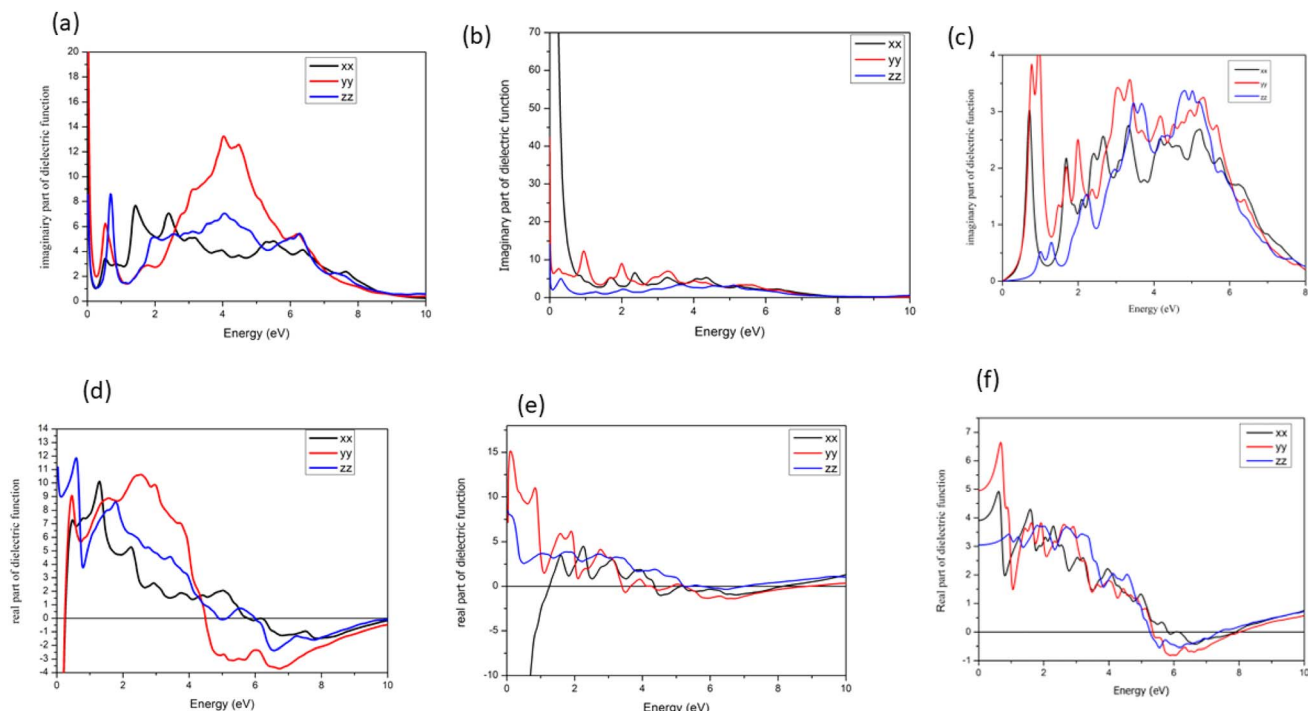 (a)
imaginairy part of dielectric function
20
18
16
14
12
10
8
6
4
2
0
xx
yy
zz
0 2 4 6 8 10
Energy (eV)
(b)
Imaginary part of dielectric function
70
60
50
40
30
20
10
0
xx
yy
zz
0 2 4 6 8 10
Energy (eV)
(c)
imaginary part of dielectric function
4
3
2
1
0
xx
yy
zz
0 2 4 6 8
Energy (eV)
(d)
real part of dielectric function
14
13
12
11
10
9
8
7
6
5
4
3
2
1
0
-1
-2
-3
-4
xx
yy
zz
0 2 4 6 8 10
Energy (eV)
(e)
real part of dielectric function
15
10
5
0
-5
-10
xx
yy
zz
0 2 4 6 8 10
Energy (eV)
(f)
Real part of dielectric function
7
6
5
4
3
2
1
0
-1
xx
yy
zz
0 2 4 6 8 10
Energy (eV)